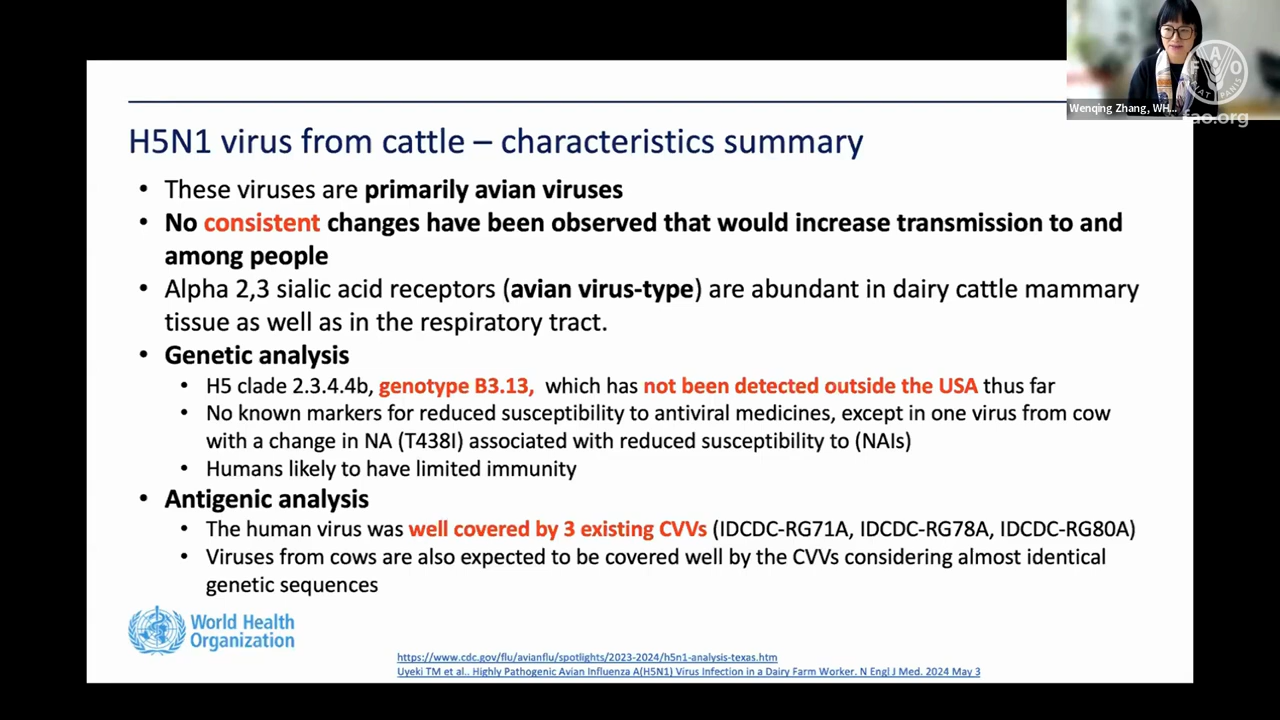 Wenqing Zhang, WH...
FAO
FIAT PANIS
fao.org
H5N1 virus from cattle – characteristics summary
• These viruses are primarily avian viruses
• No consistent changes have been observed that would increase transmission to and
among people
• Alpha 2,3 sialic acid receptors (avian virus-type) are abundant in dairy cattle mammary
tissue as well as in the respiratory tract.
• Genetic analysis
• H5 clade 2.3.4.4b, genotype B3.13, which has not been detected outside the USA thus far
• No known markers for reduced susceptibility to antiviral medicines, except in one virus from cow
with a change in NA (T438I) associated with reduced susceptibility to (NAIs)
• Humans likely to have limited immunity
• Antigenic analysis
• The human virus was well covered by 3 existing CVVs (IDCDC-RG71A, IDCDC-RG78A, IDCDC-RG80A)
• Viruses from cows are also expected to be covered well by the CVVs considering almost identical
genetic sequences
World Health
Organization
https://www.cdc.gov/flu/avianflu/spotlights/2023-2024/h5n1-analysis-texas.htm
Uyeki TM et al.. Highly Pathogenic Avian Influenza A(H5N1) Virus Infection in a Dairy Farm Worker. N Engl J Med. 2024 May 3